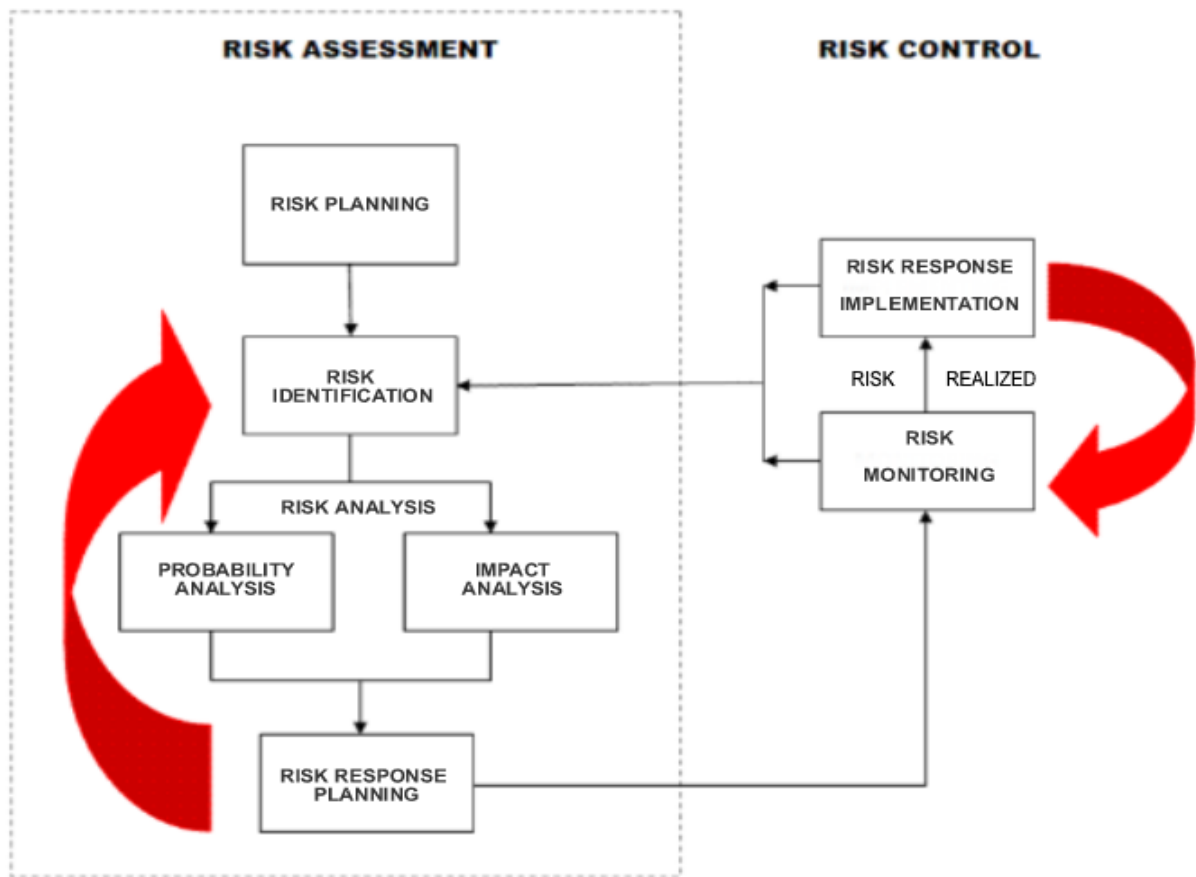 RISK ASSESSMENT
RISK CONTROL
RISK PLANNING
RISK RESPONSE
IMPLEMENTATION
RISK
IDENTIFICATION
RISK REALIZED
RISK
MONITORING
RISK ANALYSIS
PROBABILITY
ANALYSIS
IMPACT
ANALYSIS
RISK RESPONSE
PLANNING